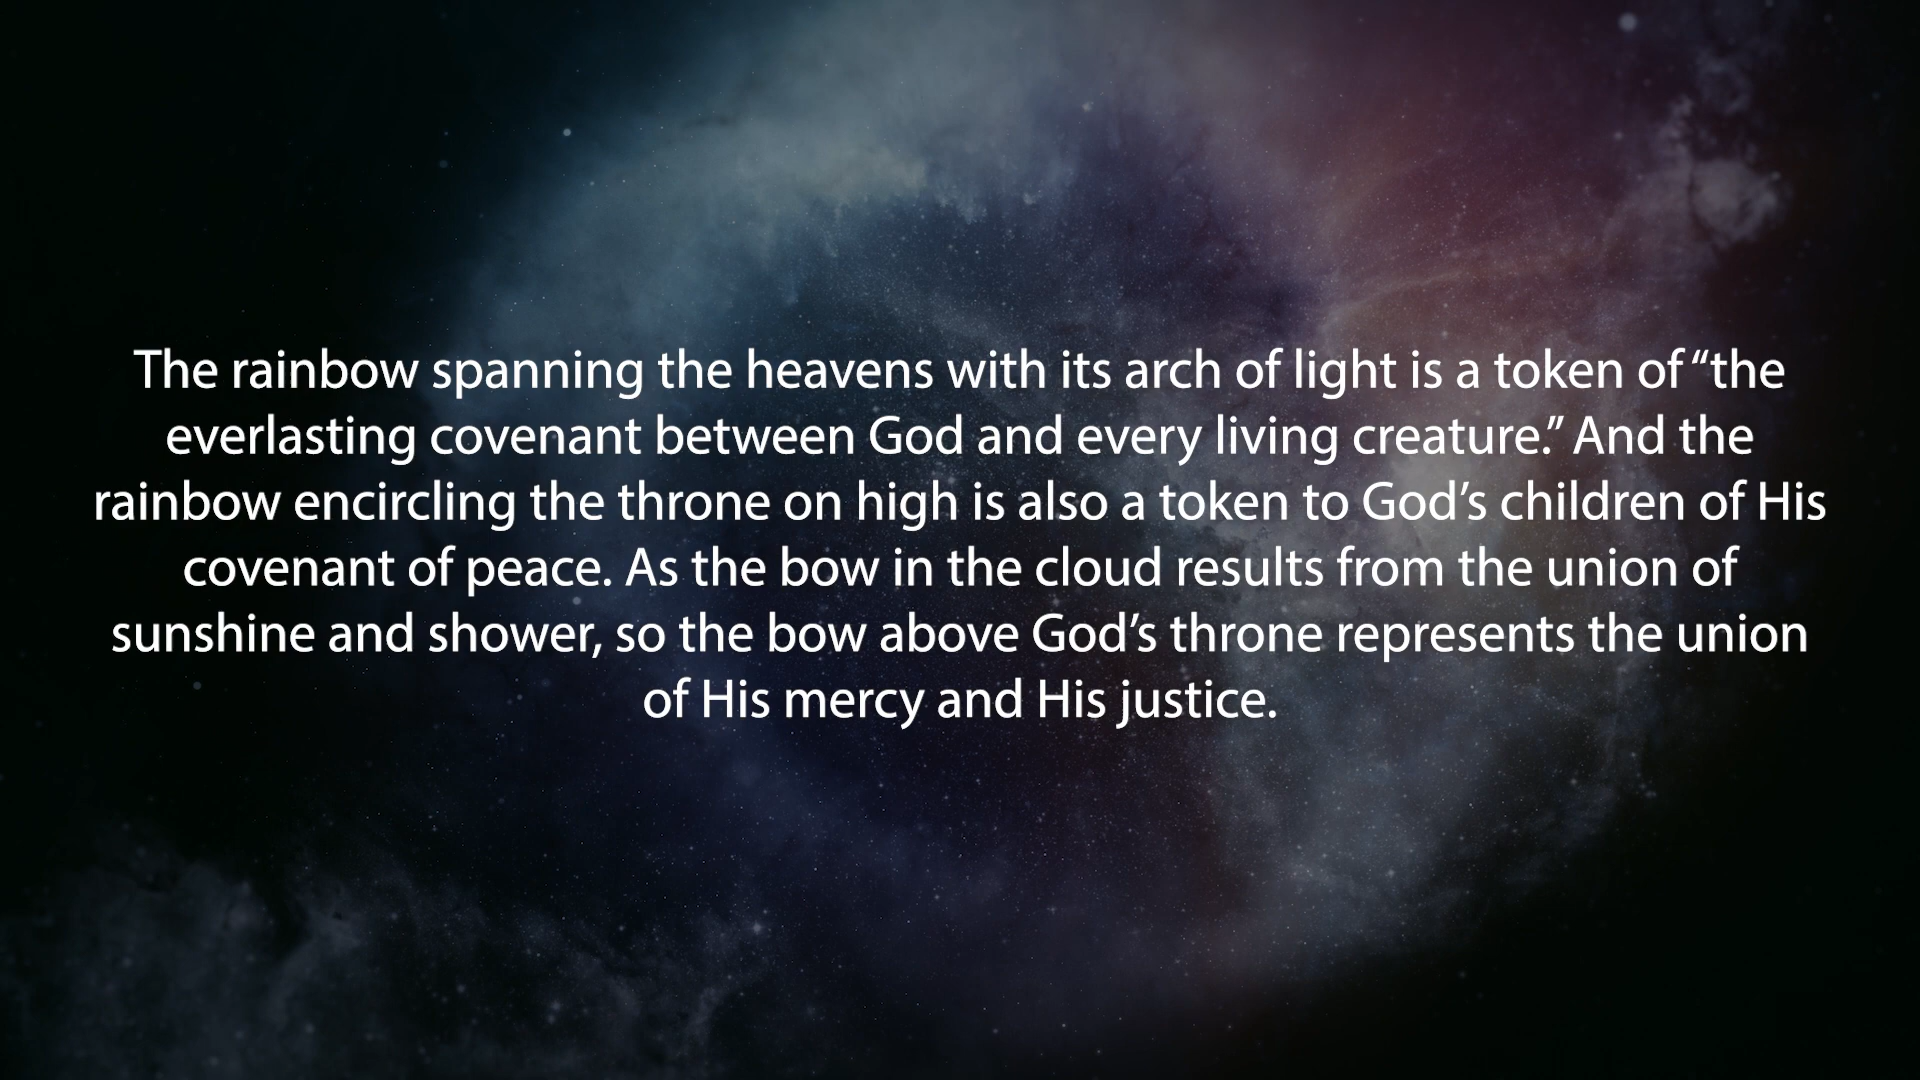 The rainbow spanning the heavens with its arch of light is a token of “the
everlasting covenant between God and every living creature.” And the
rainbow encircling the throne on high is also a token to God’s children of His
covenant of peace. As the bow in the cloud results from the union of
sunshine and shower, so the bow above God’s throne represents the union
of His mercy and His justice.